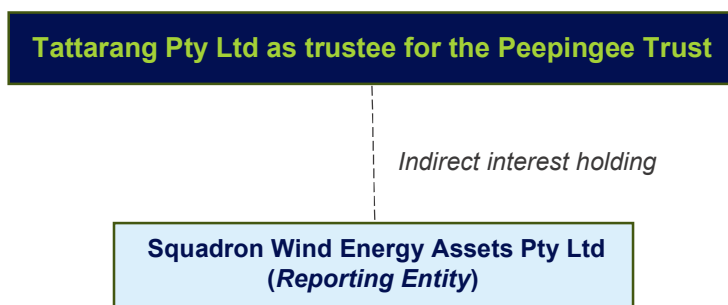 Tattarang Pty Ltd as trustee for the Peepingee Trust
Indirect interest holding
Squadron Wind Energy Assets Pty Ltd
(Reporting Entity)